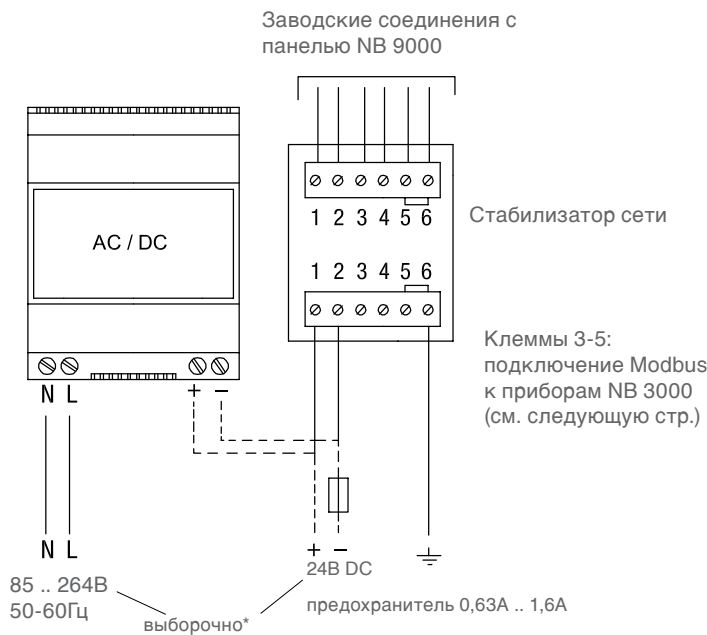 Заводские соединения с
панелью NB 9000
AC / DC
1 2 3 4 5 6
Стабилизатор сети
1 2 3 4 5 6
Клеммы 3-5:
подключение Modbus
к приборам NB 3000
(см. следующую стр.)
N L + –
N L + –
24В DC
85 .. 264В
50-60Гц
выборочно*
предохранитель 0,63А .. 1,6А